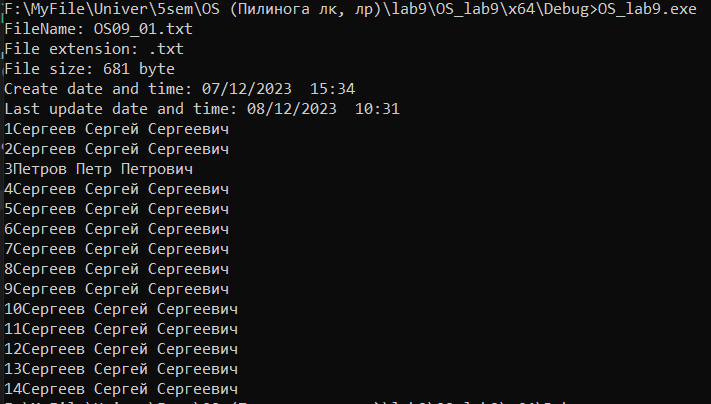 F:\MyFile\Univer\5sem\OS (Пилинога лк, лр)\lab9\OS_lab9\x64\Debug>OS_lab9.exe
FileName: OS09_01.txt
File extension: .txt
File size: 681 byte
Create date and time: 07/12/2023  15:34
Last update date and time: 08/12/2023  10:31
1Сергеев Сергей Сергеевич
2Сергеев Сергей Сергеевич
3Петров Петр Петрович
4Сергеев Сергей Сергеевич
5Сергеев Сергей Сергеевич
6Сергеев Сергей Сергеевич
7Сергеев Сергей Сергеевич
8Сергеев Сергей Сергеевич
9Сергеев Сергей Сергеевич
10Сергеев Сергей Сергеевич
11Сергеев Сергей Сергеевич
12Сергеев Сергей Сергеевич
13Сергеев Сергей Сергеевич
14Сергеев Сергей Сергеевич